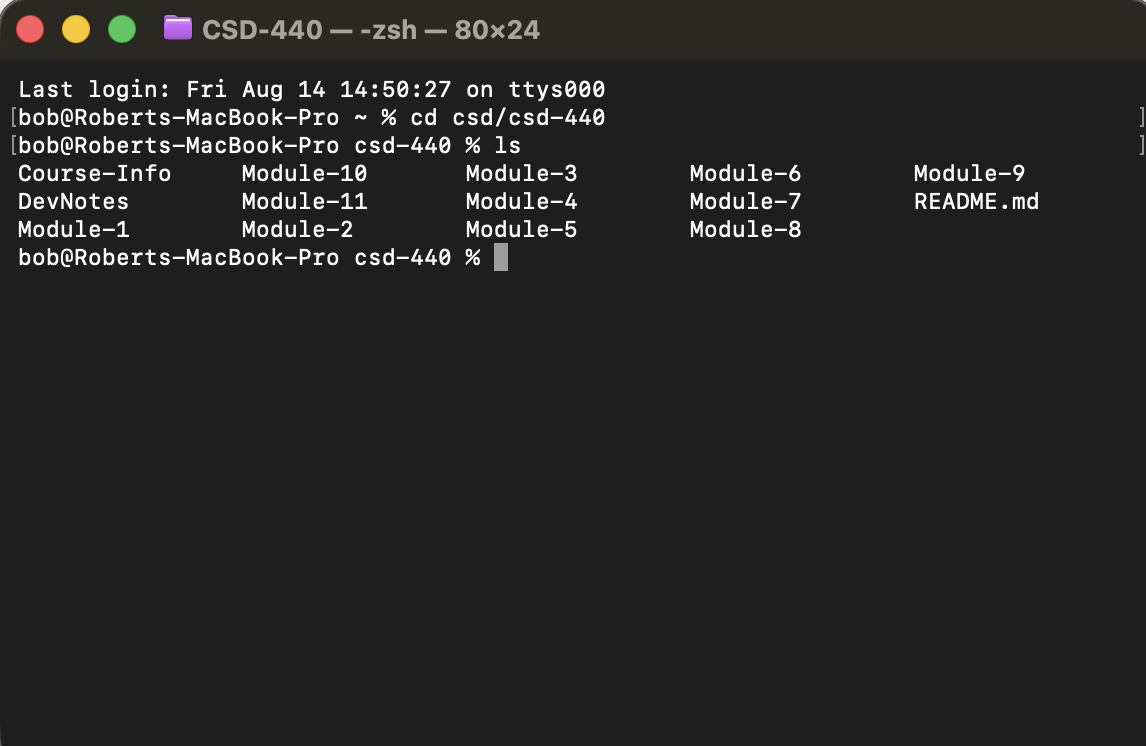 CSD-440 — -zsh — 80×24
Last login: Fri Aug 14 14:50:27 on ttys000
[bob@Roberts-MacBook-Pro ~ % cd csd/csd-440 ]
[bob@Roberts-MacBook-Pro csd-440 % ls ]
Course-Info Module-10 Module-3 Module-6 Module-9
DevNotes Module-11 Module-4 Module-7 README.md
Module-1 Module-2 Module-5 Module-8
bob@Roberts-MacBook-Pro csd-440 %